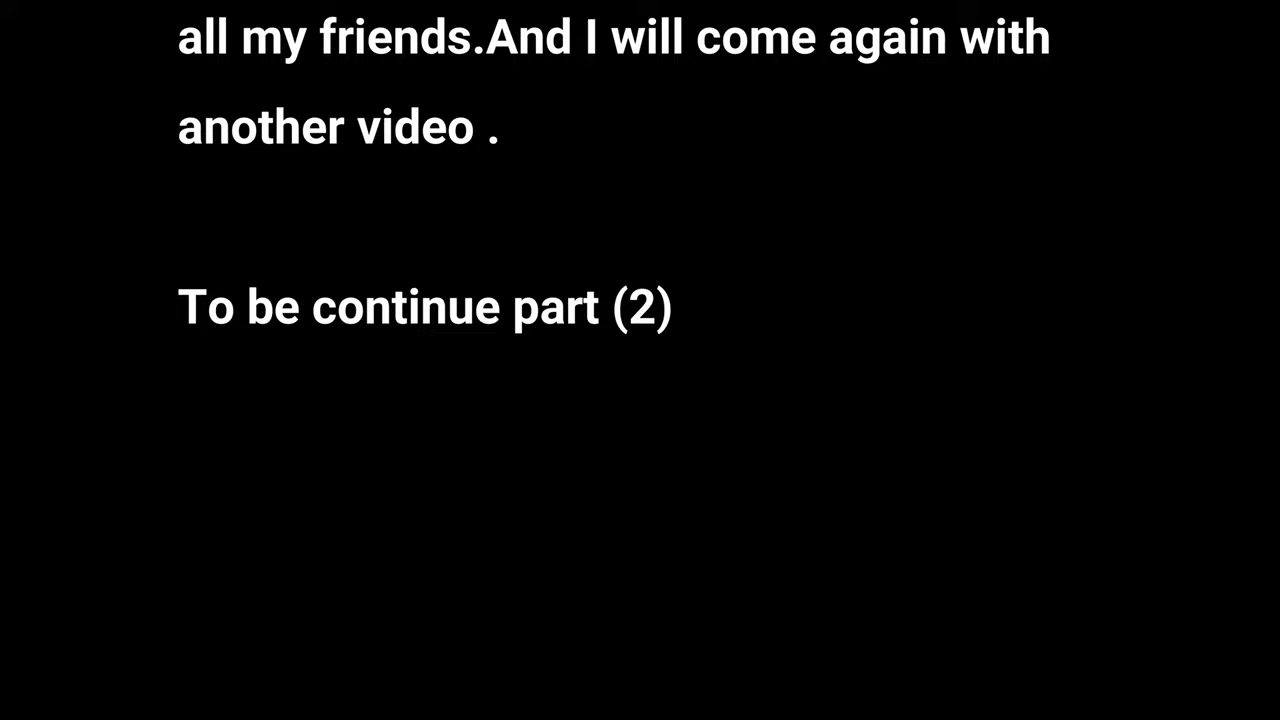 all my friends.And I will come again with
another video .
To be continue part (2)